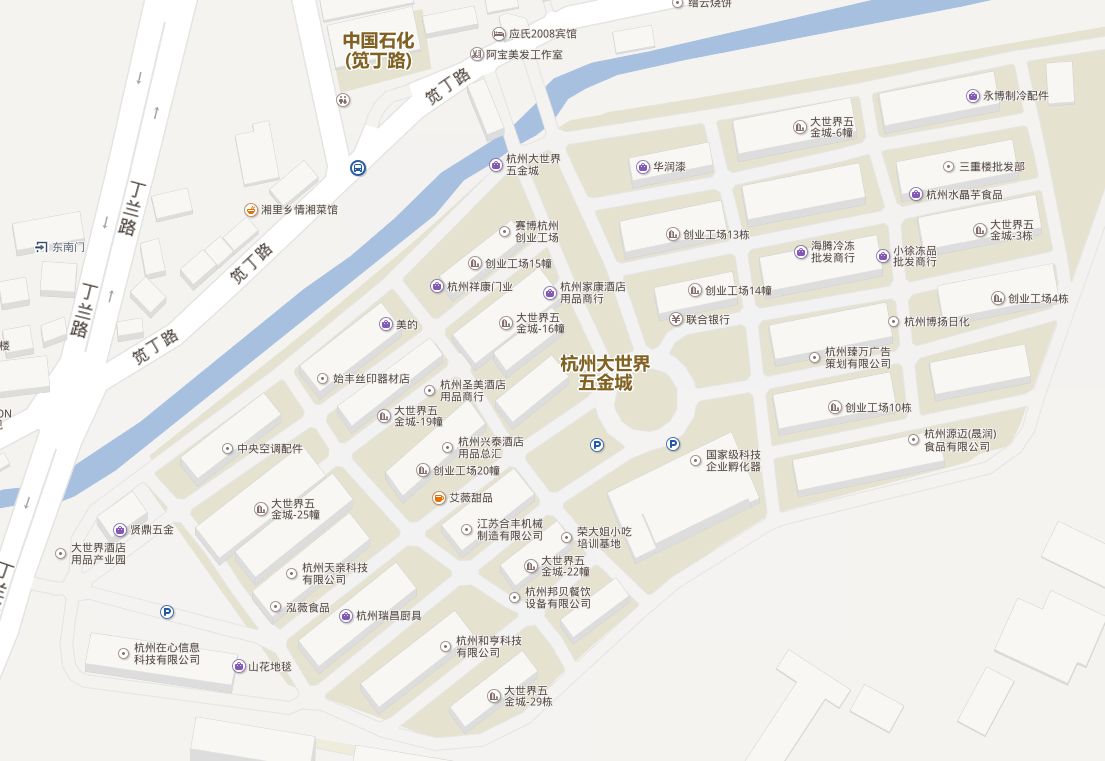 缙云烧饼
中国石化
(笕丁路)
应氏2008宾馆
阿宝美发工作室
笕丁路
永博制冷配件
大世界五
金城-6幢
杭州大世界
五金城
华润漆
三重楼批发部
杭州水晶芋食品
丁兰路
湘里乡情湘菜馆
东南门
赛博杭州
创业工场
创业工场13栋
大世界五
金城-3栋
笕丁路
海腾冷冻
批发商行
小徐冻品
批发商行
创业工场15幢
杭州祥康门业
杭州家康酒店
用品商行
创业工场14幢
创业工场4栋
丁兰路
美的
大世界五
金城-16幢
联合银行
杭州博扬日化
笕丁路
楼
杭州大世界
五金城
杭州臻万广告
策划有限公司
始丰丝印器材店
杭州圣美酒店
用品商行
大世界五
金城-19幢
创业工场10栋
ON
中央空调配件
杭州兴泰酒店
用品总汇
杭州源迈(晟润)
食品有限公司
P
P
国家级科技
企业孵化器
创业工场20幢
艾薇甜品
大世界五
金城-25幢
江苏合丰机械
制造有限公司
荣大姐小吃
培训基地
贤鼎五金
大世界酒店
用品产业园
杭州天亲科技
有限公司
大世界五
金城-22幢
杭州邦贝餐饮
设备有限公司
泓薇食品
P
杭州瑞昌厨具
杭州在心信息
科技有限公司
杭州和亨科技
有限公司
山花地毯
大世界五
金城-29栋